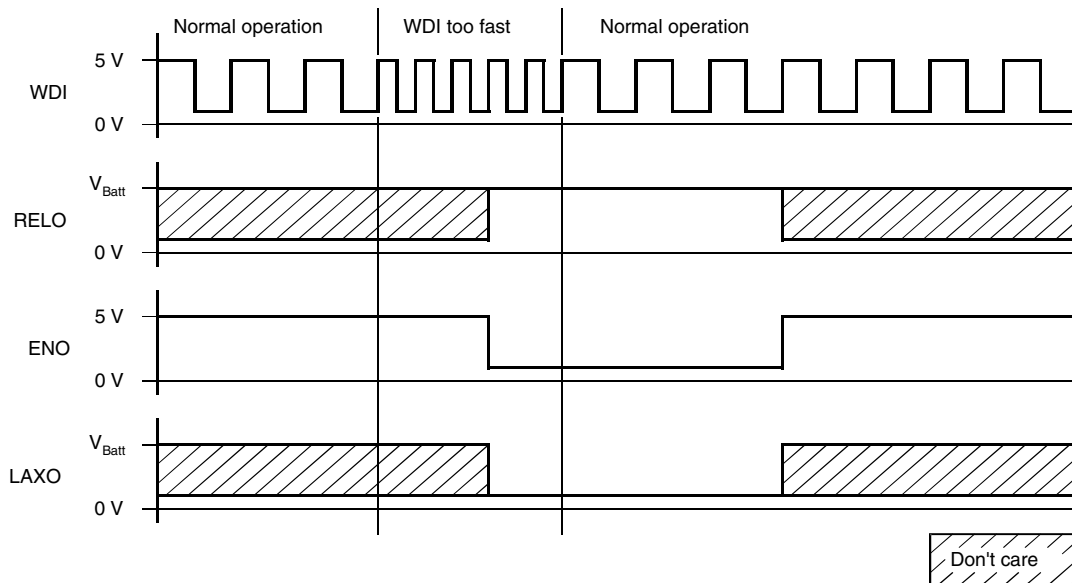 Normal operation WDI too fast Normal operation
5 V
WDI
0 V
V_Batt
RELO
0 V
5 V
ENO
0 V
V_Batt
LAXO
0 V
Don't care